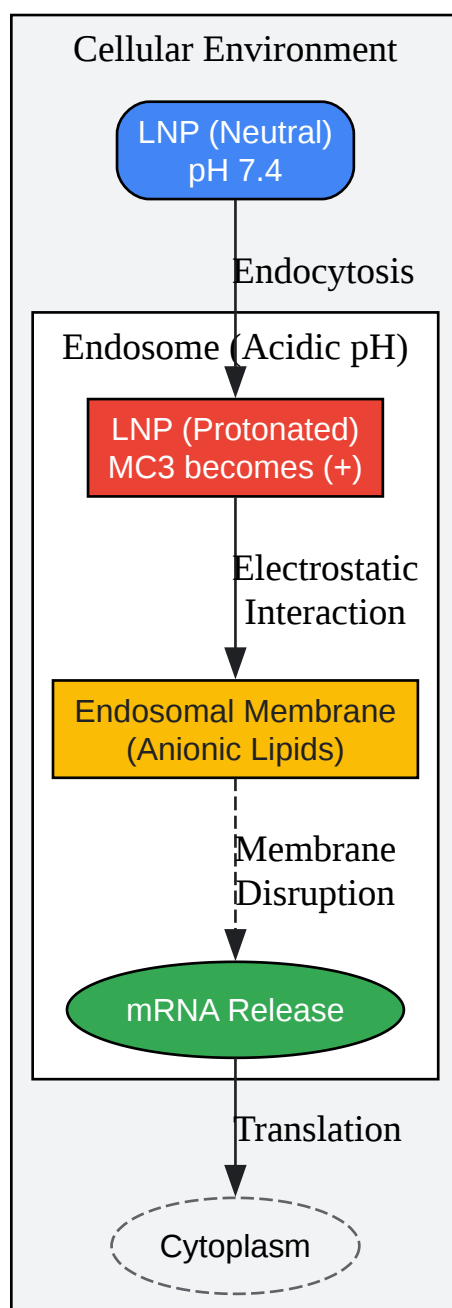 Cellular Environment
LNP (Neutral)
pH 7.4
Endocytosis
Endosome (Acidic pH)
LNP (Protonated)
MC3 becomes (+)
Electrostatic
Interaction
Endosomal Membrane
(Anionic Lipids)
Membrane
Disruption
mRNA Release
Translation
Cytoplasm